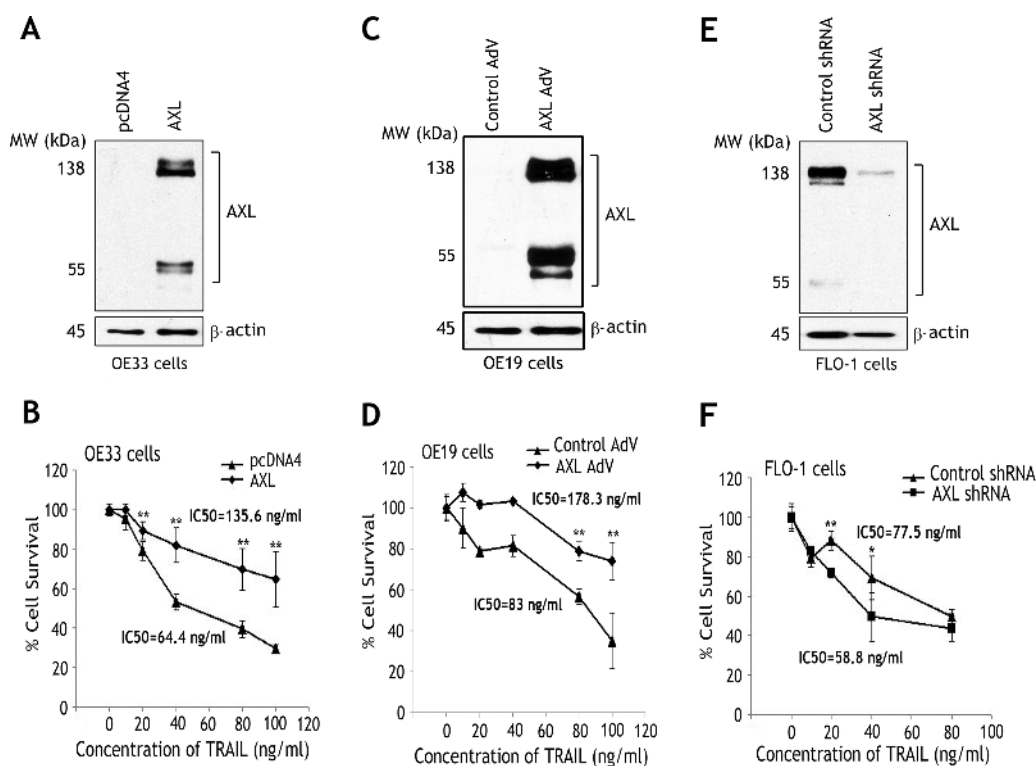 A
pcDNA4
AXL
MW (kDa)
138
55
AXL
45
β-actin
OE33 cells
C
Control AdV
AXL AdV
MW (kDa)
138
55
AXL
45
β-actin
OE19 cells
E
Control shRNA
AXL shRNA
MW (kDa)
138
55
AXL
45
β-actin
FLO-1 cells
B
OE33 cells
pcDNA4
AXL
IC50=135.6 ng/ml
** ** ** **
IC50=64.4 ng/ml
% Cell Survival
120
100
80
60
40
20
0
0 20 40 60 80 100 120
Concentration of TRAIL (ng/ml)
D
OE19 cells
Control AdV
AXL AdV
IC50=178.3 ng/ml
** **
IC50=83 ng/ml
% Cell Survival
120
100
80
60
40
20
0
0 20 40 60 80 100 120
Concentration of TRAIL (ng/ml)
F
FLO-1 cells
Control shRNA
AXL shRNA
** *
IC50=77.5 ng/ml
IC50=58.8 ng/ml
% Cell Survival
120
100
80
60
40
20
0
0 20 40 60 80 100
Concentration of TRAIL (ng/ml)